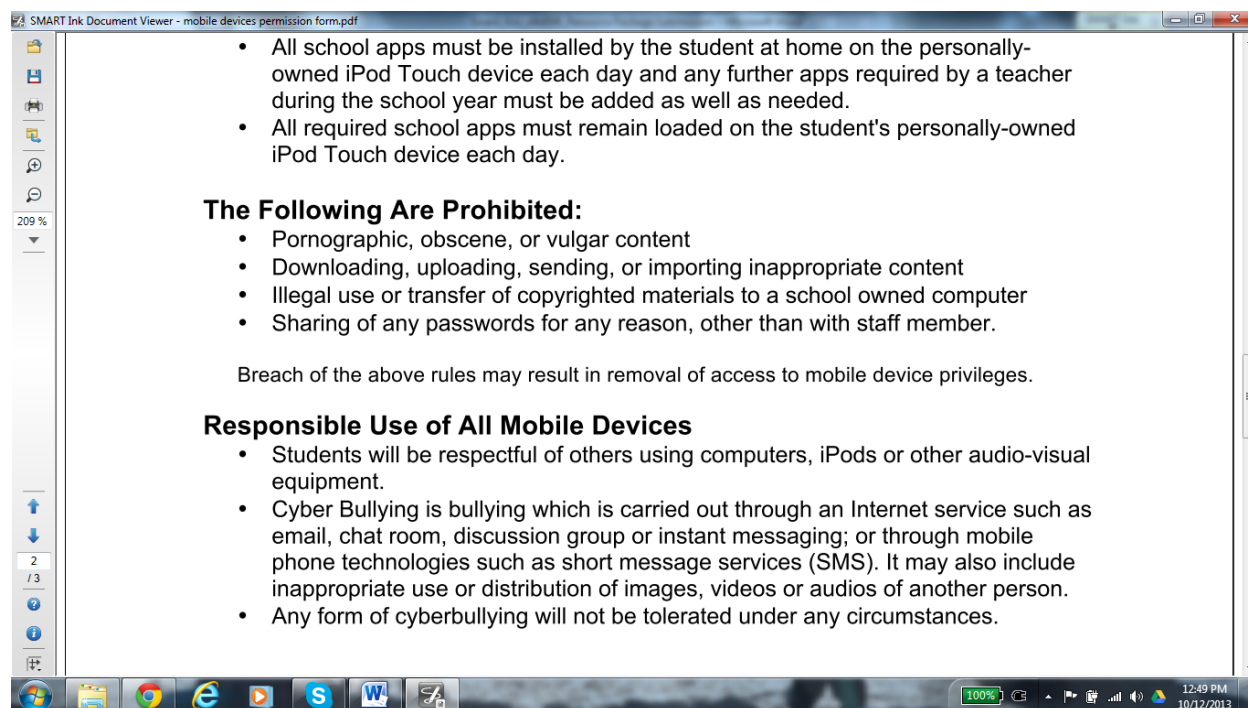 SMART Ink Document Viewer - mobile devices permission form.pdf
• All school apps must be installed by the student at home on the personally-
owned iPod Touch device each day and any further apps required by a teacher
during the school year must be added as well as needed.
• All required school apps must remain loaded on the student's personally-owned
iPod Touch device each day.
209 %
The Following Are Prohibited:
• Pornographic, obscene, or vulgar content
• Downloading, uploading, sending, or importing inappropriate content
• Illegal use or transfer of copyrighted materials to a school owned computer
• Sharing of any passwords for any reason, other than with staff member.
Breach of the above rules may result in removal of access to mobile device privileges.
Responsible Use of All Mobile Devices
• Students will be respectful of others using computers, iPods or other audio-visual
equipment.
• Cyber Bullying is bullying which is carried out through an Internet service such as
email, chat room, discussion group or instant messaging; or through mobile
phone technologies such as short message services (SMS). It may also include
inappropriate use or distribution of images, videos or audios of another person.
• Any form of cyberbullying will not be tolerated under any circumstances.
2
/ 3
100%
12:49 PM
10/12/2013